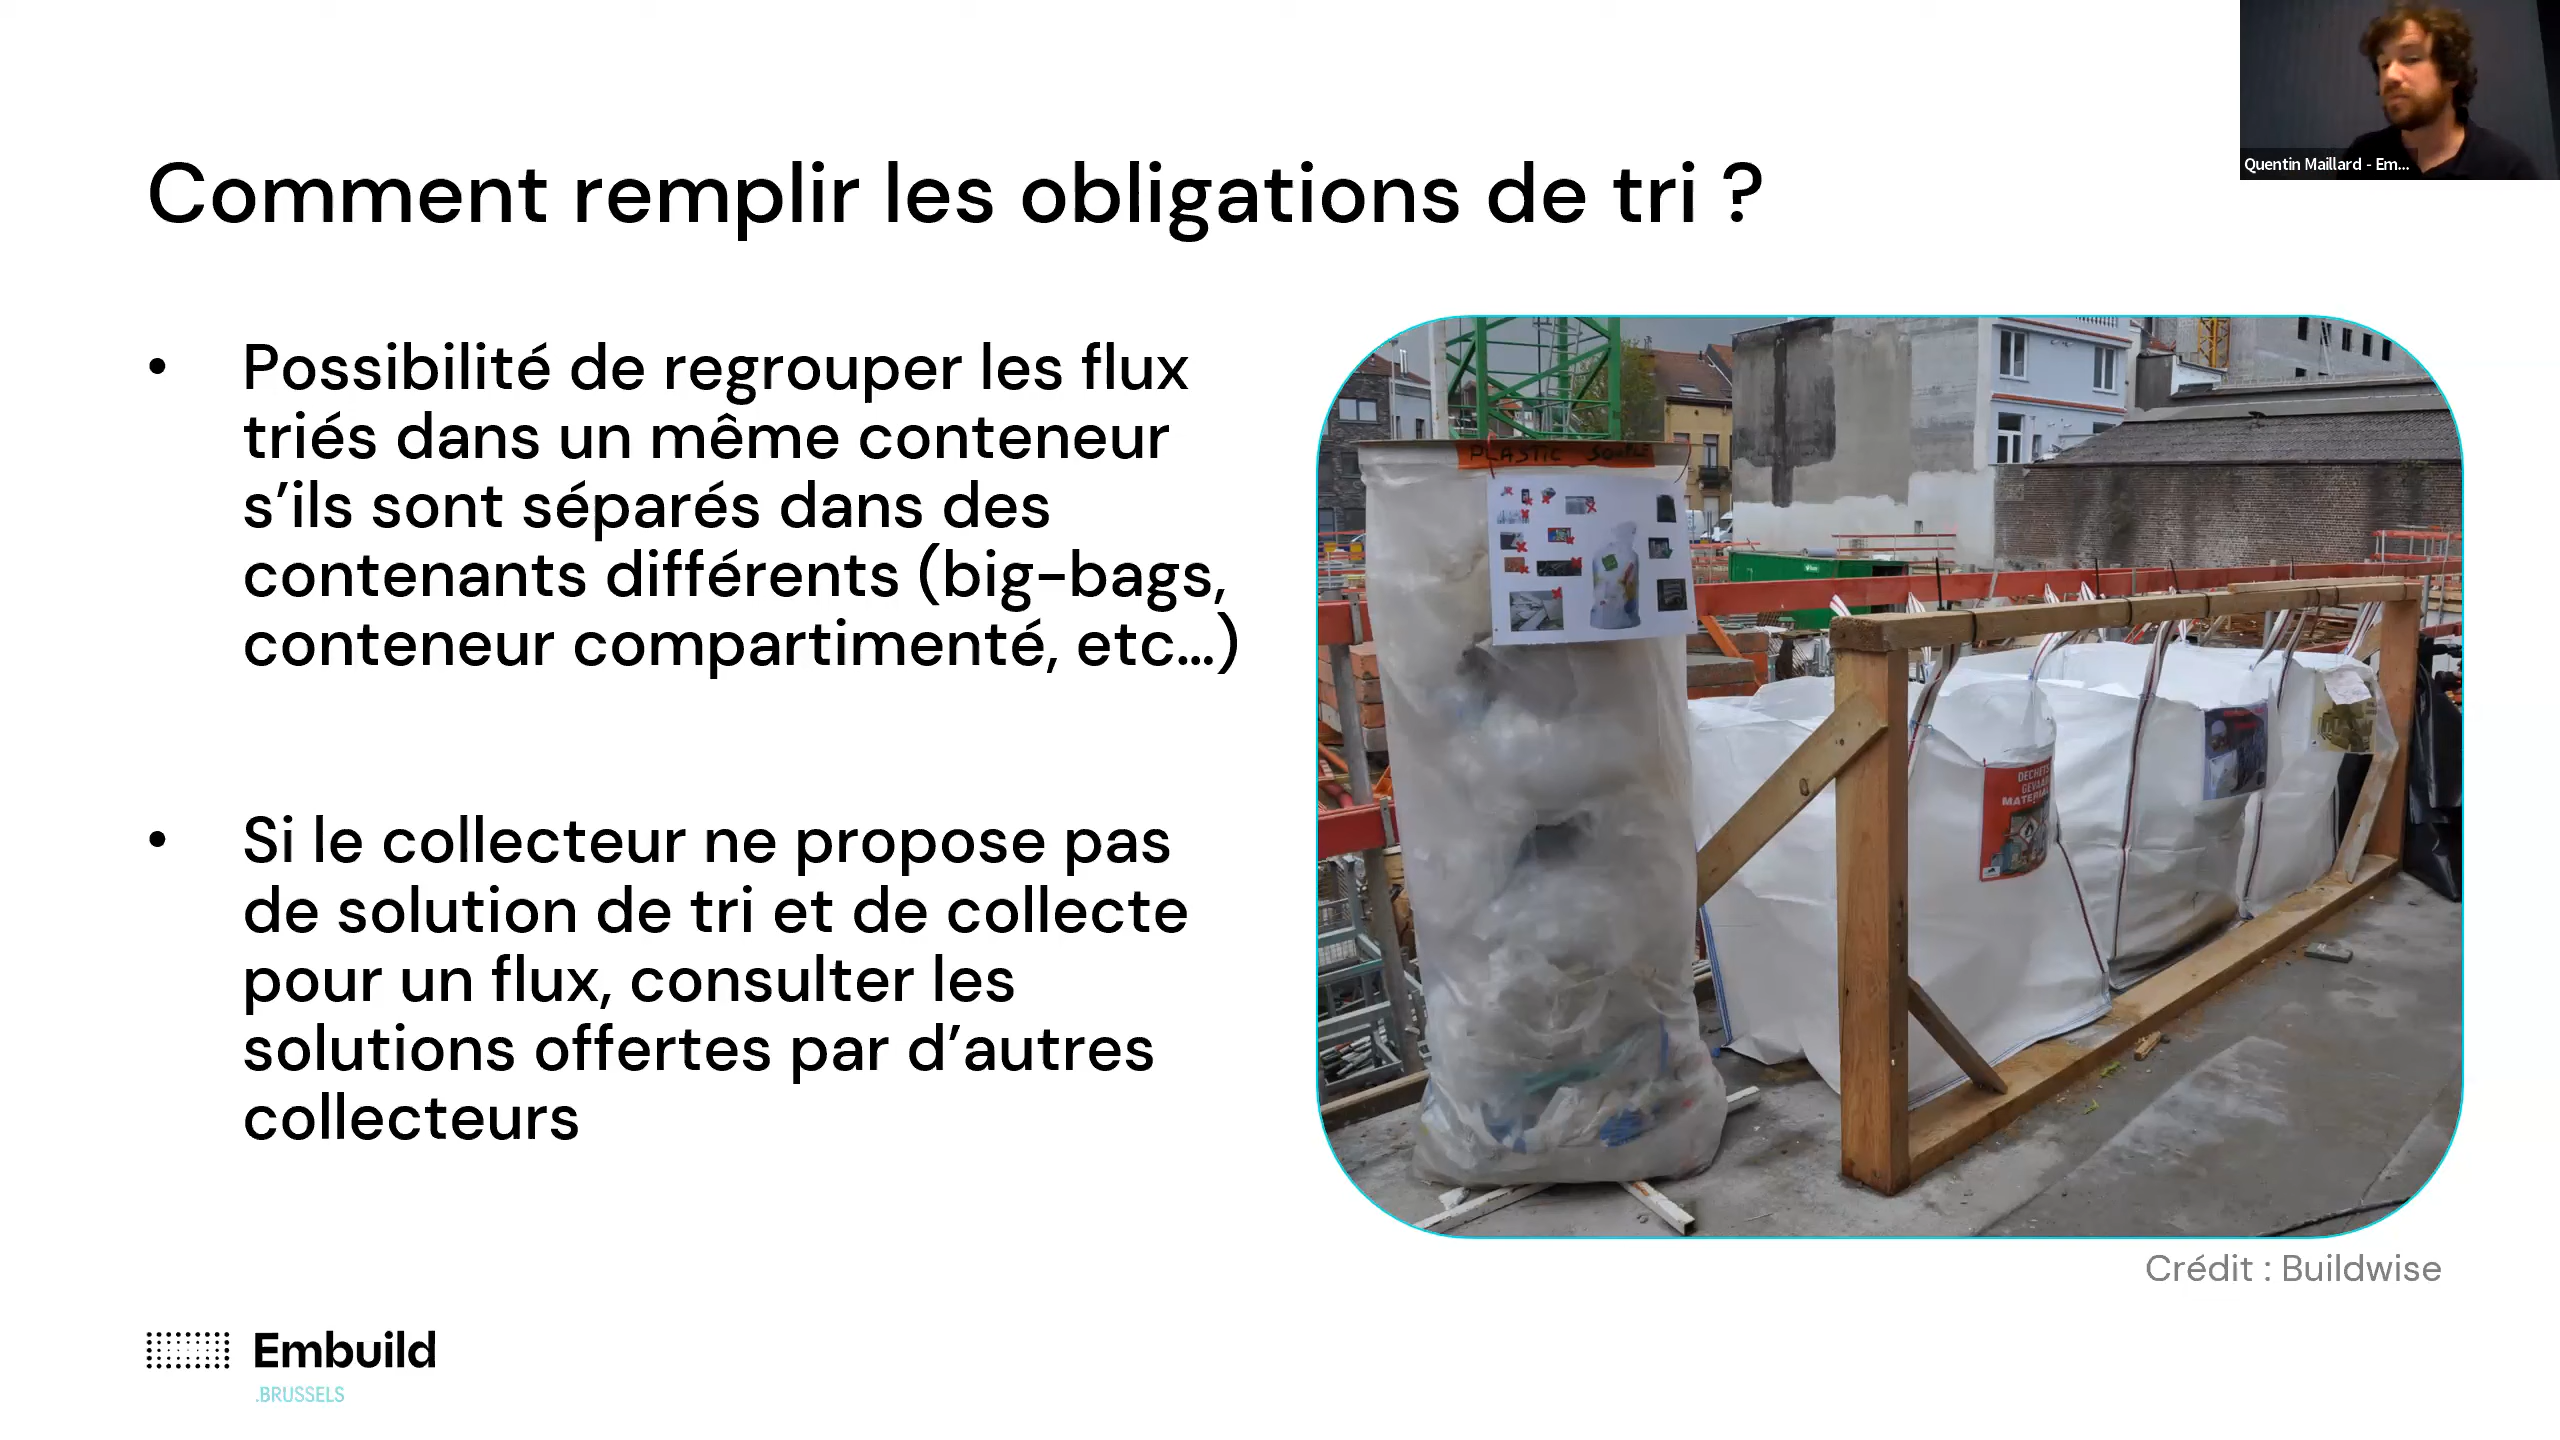 Quentin Maillard - Em...
Comment remplir les obligations de tri ?
• Possibilité de regrouper les flux
triés dans un même conteneur
s’ils sont séparés dans des
contenants différents (big-bags,
conteneur compartimenté, etc…)
• Si le collecteur ne propose pas
de solution de tri et de collecte
pour un flux, consulter les
solutions offertes par d’autres
collecteurs
PLASTIC SOUPLE
DECHETS
Crédit : Buildwise
Embuild
.BRUSSELS